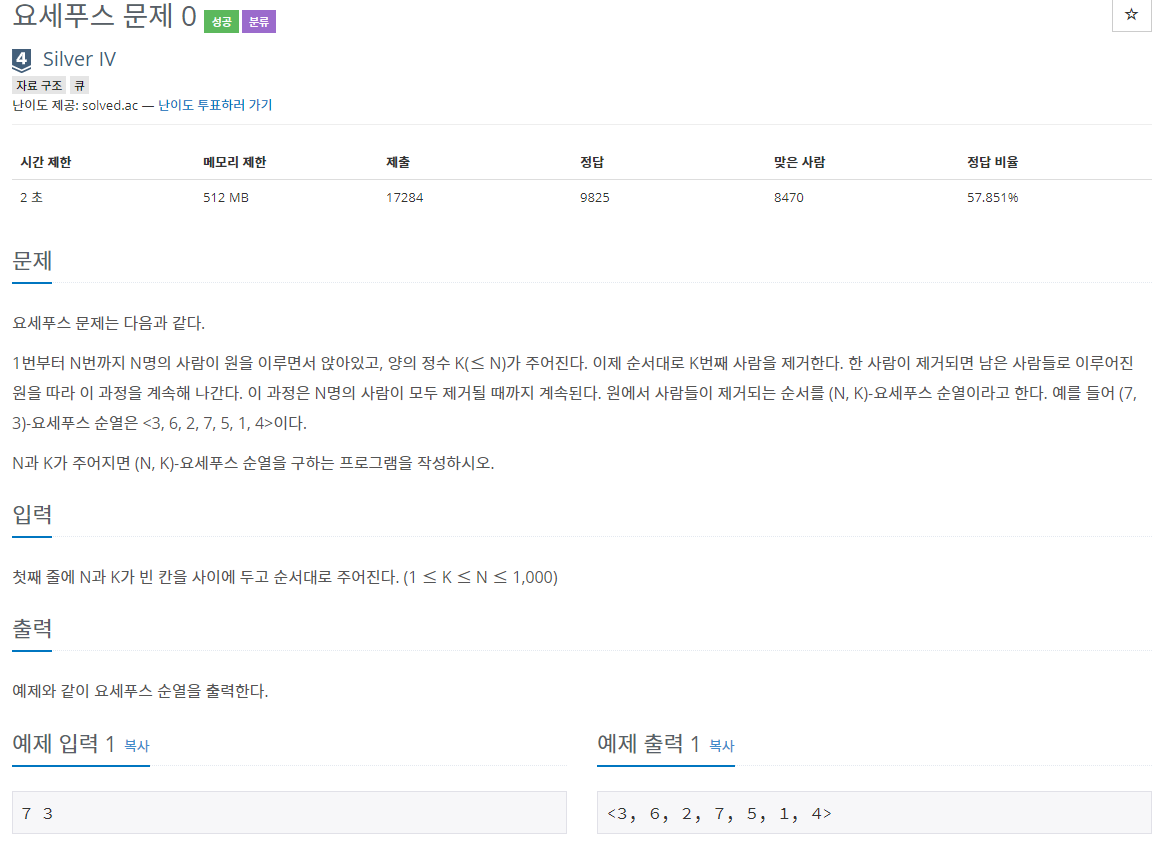 요세푸스 문제 0 성공 분류
☆
4 Silver IV
자료 구조 큐
난이도 제공: solved.ac — 난이도 투표하러 가기
시간 제한 메모리 제한 제출 정답 맞은 사람 정답 비율
2 초 512 MB 17284 9825 8470 57.851%
문제
요세푸스 문제는 다음과 같다.
1번부터 N번까지 N명의 사람이 원을 이루면서 앉아있고, 양의 정수 K(≤ N)가 주어진다. 이제 순서대로 K번째 사람을 제거한다. 한 사람이 제거되면 남은 사람들로 이루어진
원을 따라 이 과정을 계속해 나간다. 이 과정은 N명의 사람이 모두 제거될 때까지 계속된다. 원에서 사람들이 제거되는 순서를 (N, K)-요세푸스 순열이라고 한다. 예를 들어 (7,
3)-요세푸스 순열은 <3, 6, 2, 7, 5, 1, 4>이다.
N과 K가 주어지면 (N, K)-요세푸스 순열을 구하는 프로그램을 작성하시오.
입력
첫째 줄에 N과 K가 빈 칸을 사이에 두고 순서대로 주어진다. (1 ≤ K ≤ N ≤ 1,000)
출력
예제와 같이 요세푸스 순열을 출력한다.
예제 입력 1 복사
7 3
예제 출력 1 복사
<3, 6, 2, 7, 5, 1, 4>